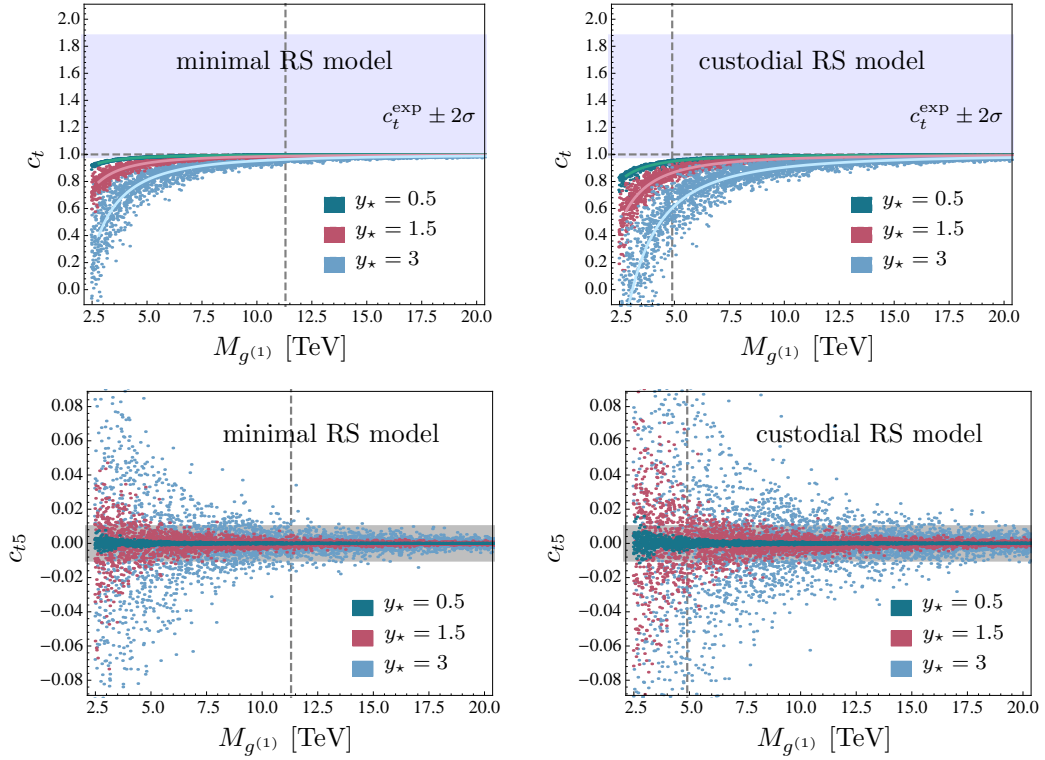 minimal RS model
c_t^exp ± 2σ
y⋆ = 0.5
y⋆ = 1.5
y⋆ = 3
c_t
2.0
1.8
1.6
1.4
1.2
1.0
0.8
0.6
0.4
0.2
0.0
2.5 5.0 7.5 10.0 12.5 15.0 17.5 20.0
M_g(1) [TeV]
custodial RS model
c_t^exp ± 2σ
y⋆ = 0.5
y⋆ = 1.5
y⋆ = 3
c_t
2.0
1.8
1.6
1.4
1.2
1.0
0.8
0.6
0.4
0.2
0.0
2.5 5.0 7.5 10.0 12.5 15.0 17.5 20.0
M_g(1) [TeV]
minimal RS model
y⋆ = 0.5
y⋆ = 1.5
y⋆ = 3
c_t5
0.08
0.06
0.04
0.02
0.00
−0.02
−0.04
−0.06
−0.08
2.5 5.0 7.5 10.0 12.5 15.0 17.5 20.0
M_g(1) [TeV]
custodial RS model
y⋆ = 0.5
y⋆ = 1.5
y⋆ = 3
c_t5
0.08
0.06
0.04
0.02
0.00
−0.02
−0.04
−0.06
−0.08
2.5 5.0 7.5 10.0 12.5 15.0 17.5 20.0
M_g(1) [TeV]